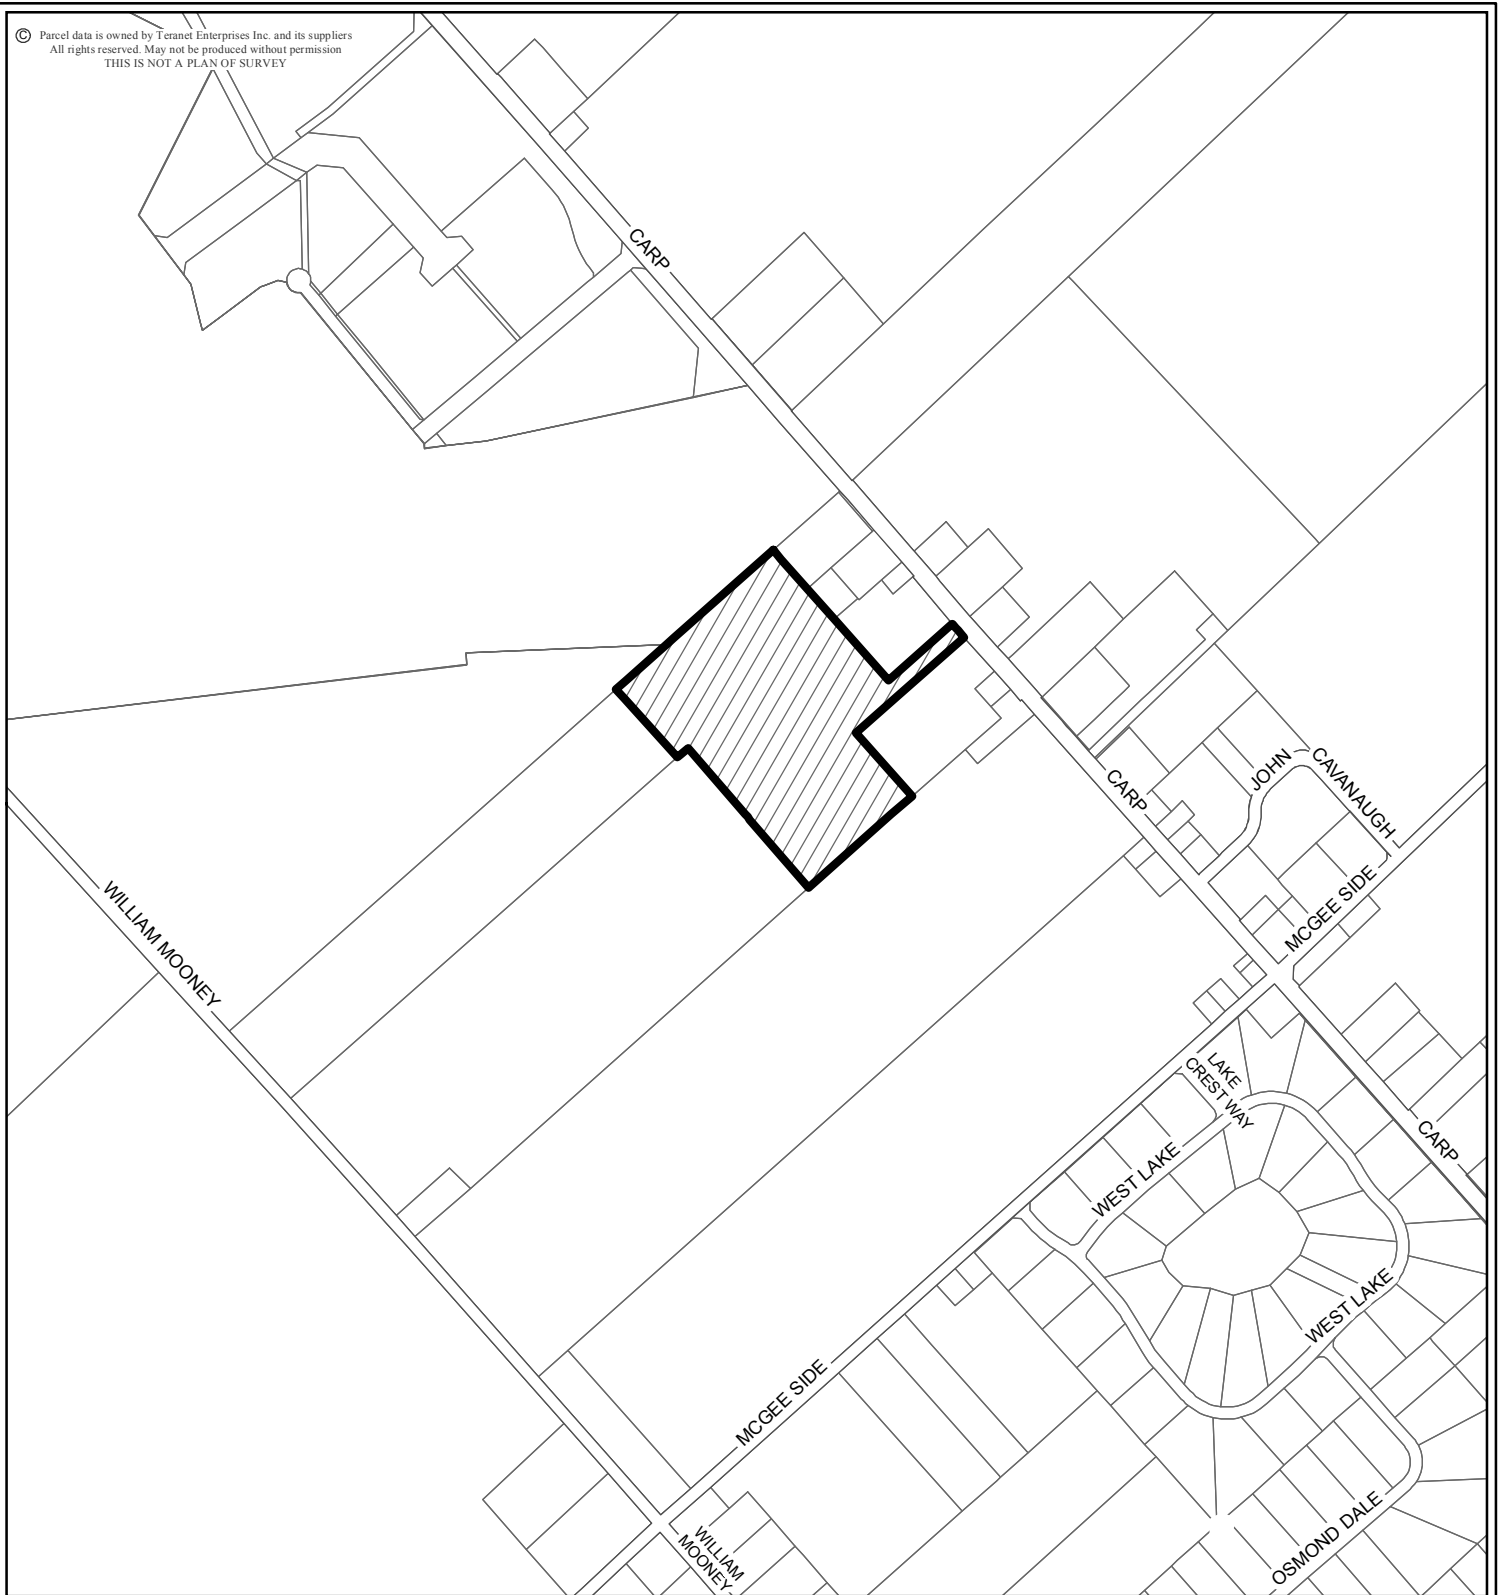 © Parcel data is owned by Teranet Enterprises Inc. and its suppliers
All rights reserved. May not be produced without permission
THIS IS NOT A PLAN OF SURVEY
CARP
CARP
JOHN
CAVANAUGH
MCGEE SIDE
WILLIAM MOONEY
LAKE
CREST WAY
CARP
WEST LAKE
WEST LAKE
MCGEE SIDE
OSMOND DALE
WILLIAM
MOONEY